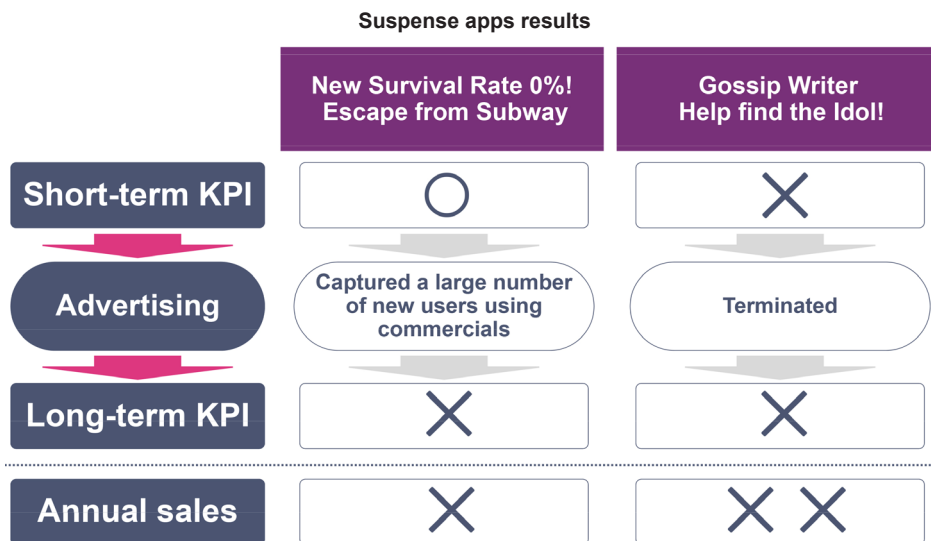 Suspense apps results
New Survival Rate 0%!
Escape from Subway
Gossip Writer
Help find the Idol!
Short-term KPI
Advertising
Captured a large number
of new users using
commercials
Terminated
Long-term KPI
Annual sales